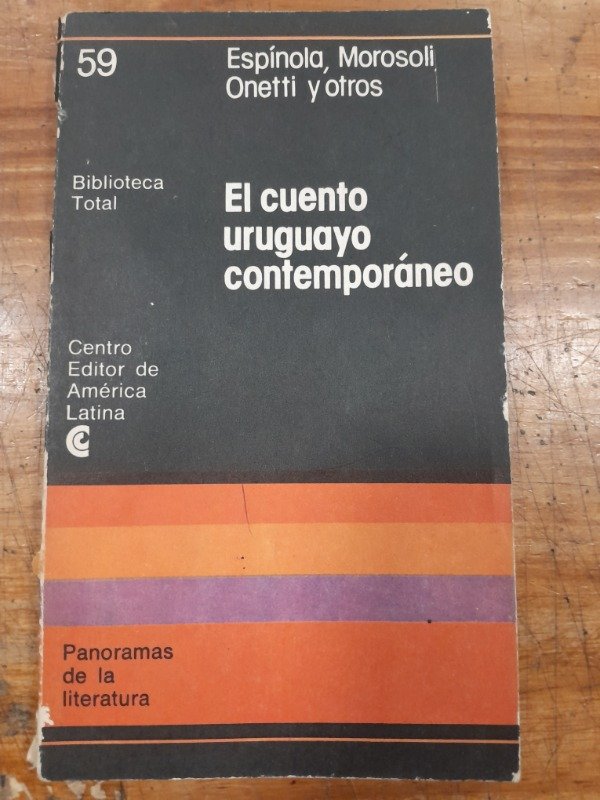 59
Espínola, Morosoli
Onetti y otros
Biblioteca
Total
El cuento
uruguayo
contemporáneo
Centro
Editor de
América
Latina
Panoramas
de la
literatura